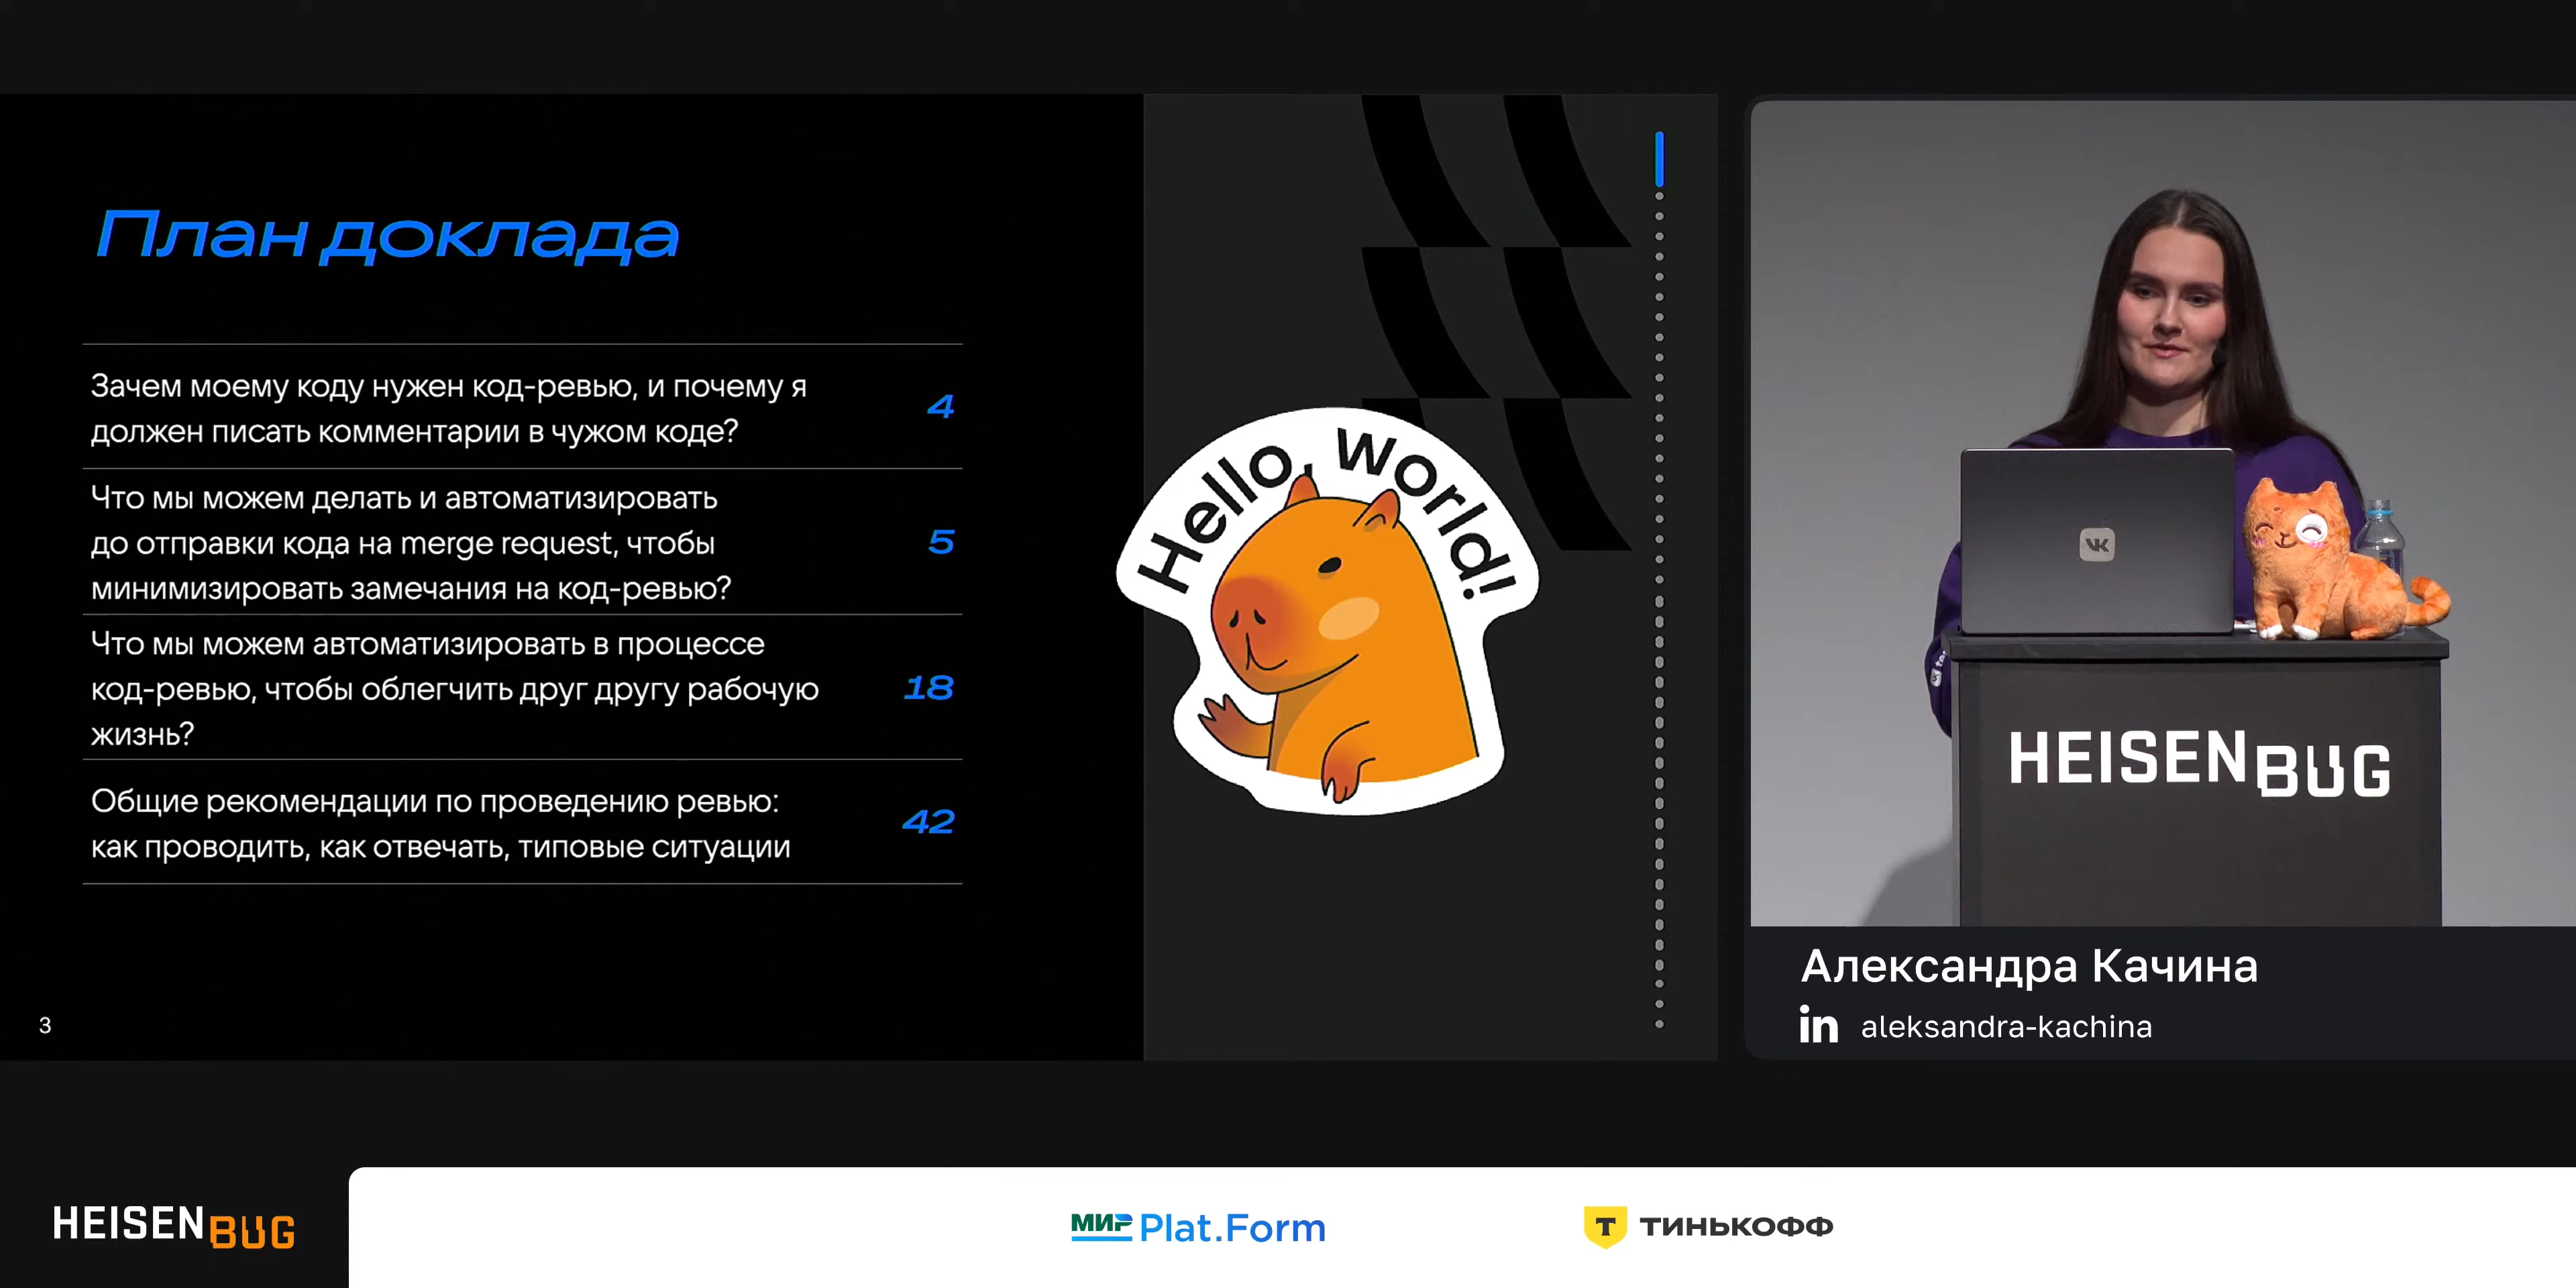 План доклада
Зачем моему коду нужен код-ревью, и почему я
должен писать комментарии в чужом коде?
4
Что мы можем делать и автоматизировать
до отправки кода на merge request, чтобы
минимизировать замечания на код-ревью?
5
Что мы можем автоматизировать в процессе
код-ревью, чтобы облегчить друг другу рабочую
жизнь?
18
Общие рекомендации по проведению ревью:
как проводить, как отвечать, типовые ситуации
42
3
Hello, world!
VK
HEISENBUG
Александра Качина
in aleksandra-kachina
HEISENBUG
МИР Plat.Form
Т ТИНЬКОФФ